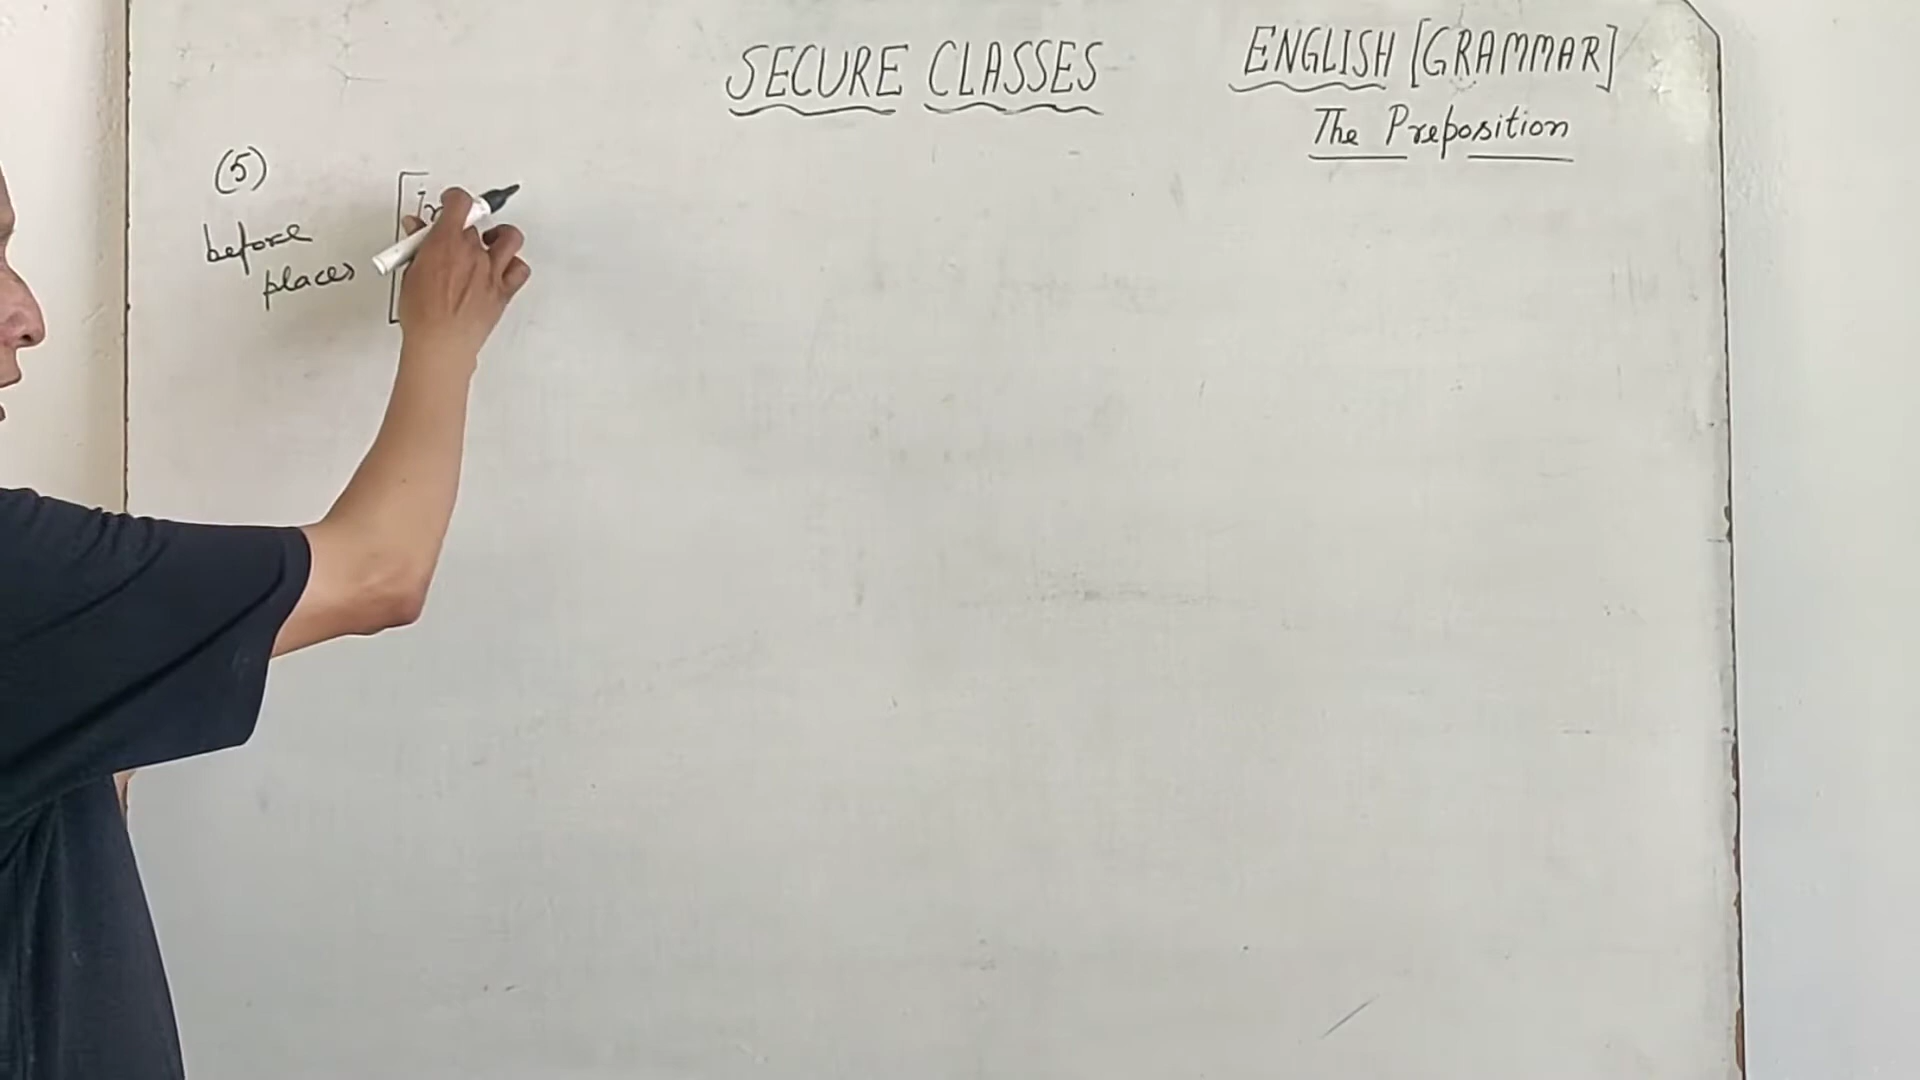 SECURE CLASSES
ENGLISH [GRAMMAR]
The Preposition
(5)
before
places